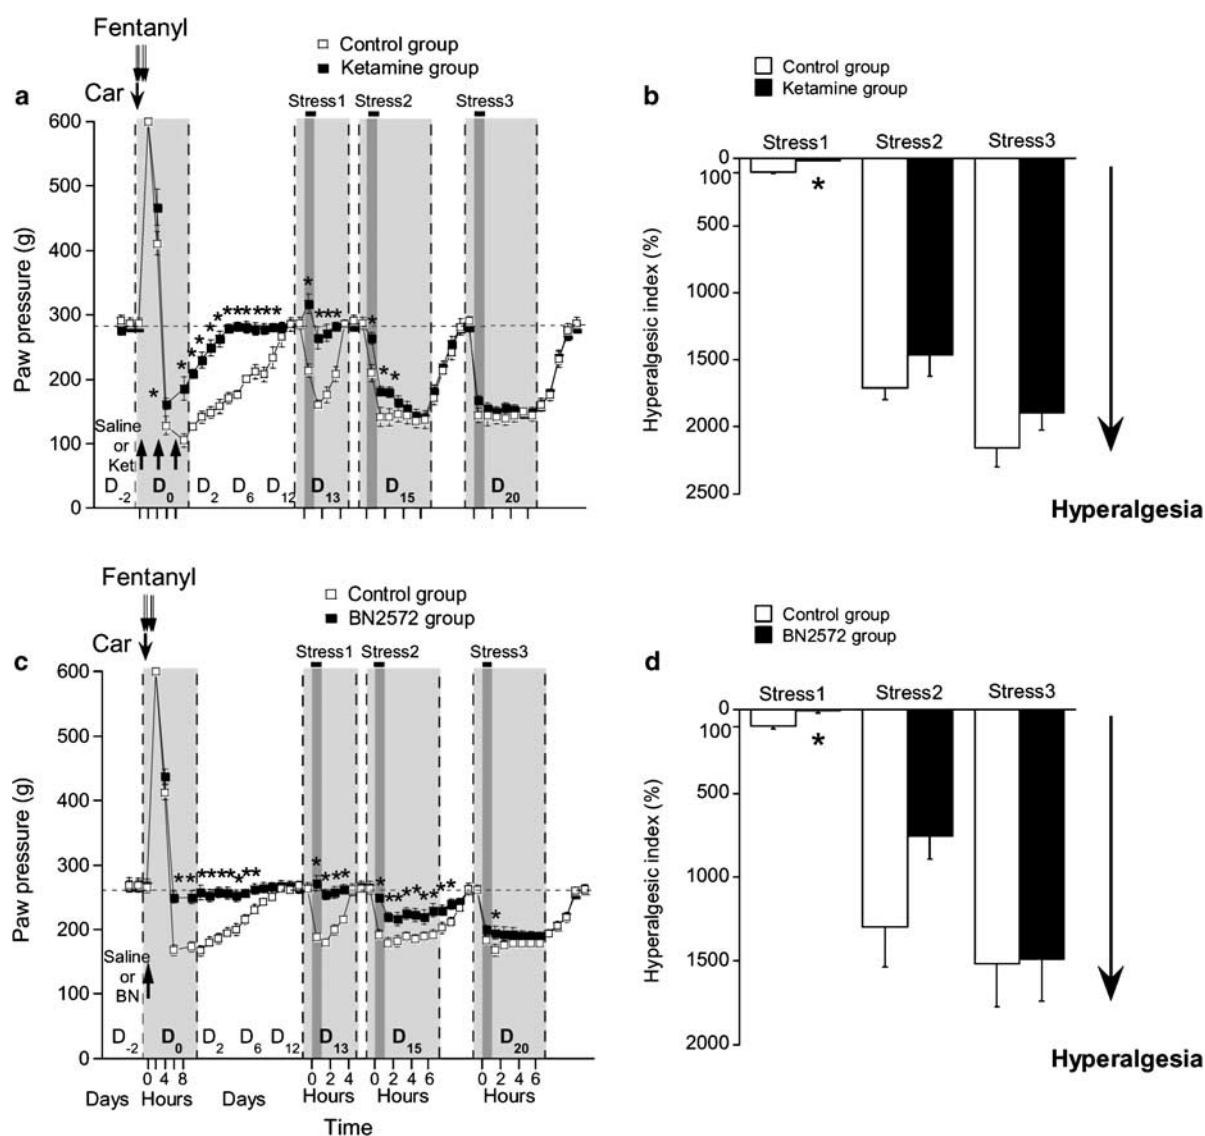 Fentanyl
Control group
Ketamine group
Car
a
Stress1 Stress2 Stress3
600
500
400
300
200
100
0
Paw pressure (g)
* * * * * * ****** * *** * * *
Saline
or
Ket
D-2 D0 D2 D6 D12 D13 D15 D20
b
Control group
Ketamine group
Stress1 Stress2 Stress3
0
100
500
1000
1500
2000
2500
Hyperalgesic index (%)
*
Hyperalgesia
Fentanyl
Control group
BN2572 group
Car
c
Stress1 Stress2 Stress3
600
500
400
300
200
100
0
Paw pressure (g)
Saline
or
BN
D-2 D0 D2 D6 D12 D13 D15 D20
0 4 8 0 2 4 0 2 4 6 0 2 4 6
Days Hours Days Hours Hours Hours
Time
d
Control group
BN2572 group
Stress1 Stress2 Stress3
0
100
500
1000
1500
2000
Hyperalgesic index (%)
*
Hyperalgesia